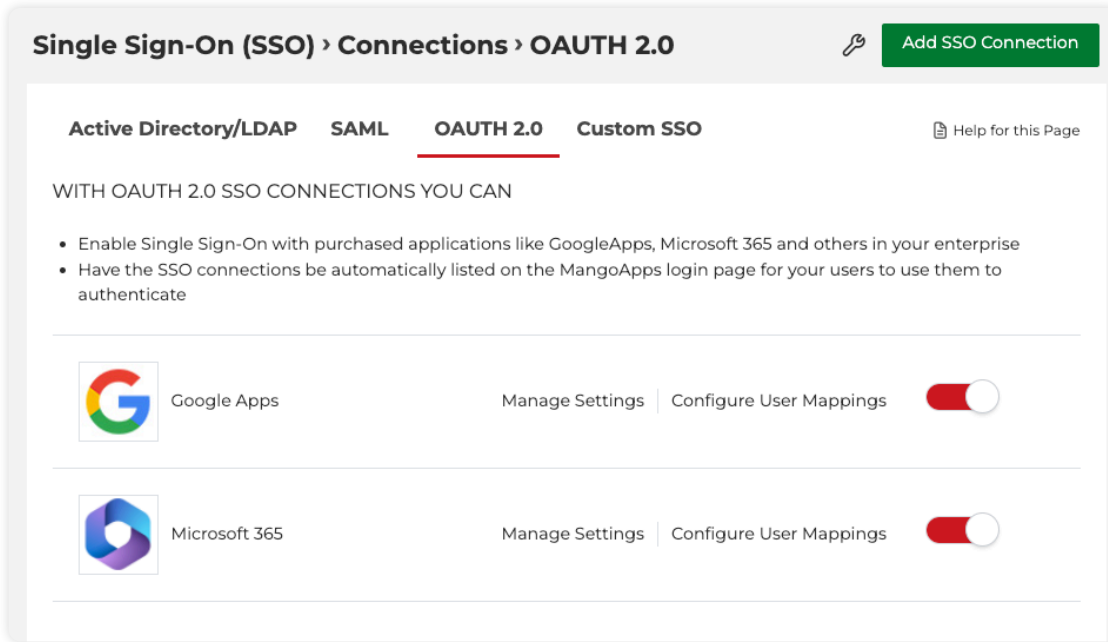 Single Sign-On (SSO) › Connections › OAUTH 2.0
Add SSO Connection
Active Directory/LDAP SAML OAUTH 2.0 Custom SSO
Help for this Page
WITH OAUTH 2.0 SSO CONNECTIONS YOU CAN
• Enable Single Sign-On with purchased applications like GoogleApps, Microsoft 365 and others in your enterprise
• Have the SSO connections be automatically listed on the MangoApps login page for your users to use them to
authenticate
Google Apps Manage Settings Configure User Mappings
Microsoft 365 Manage Settings Configure User Mappings